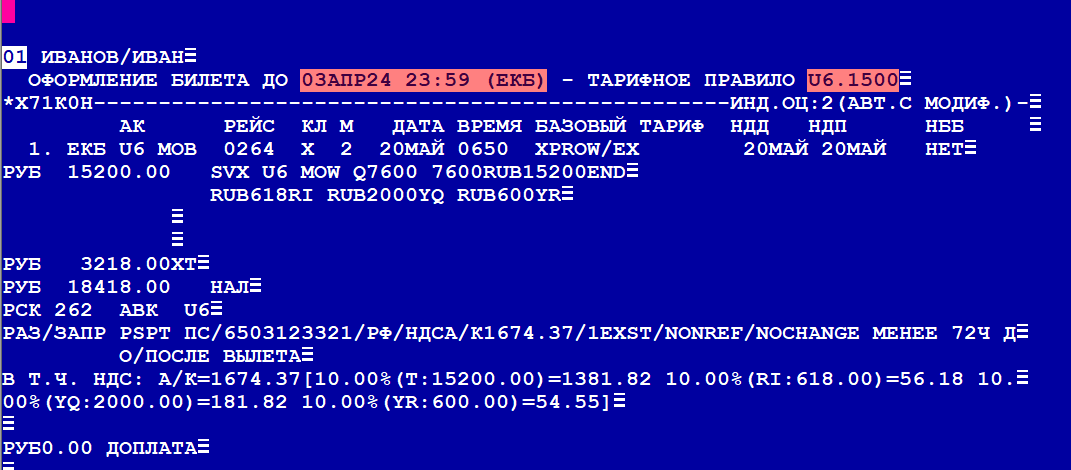 01 ИВАНОВ/ИВАН
ОФОРМЛЕНИЕ БИЛЕТА ДО 03АПР24 23:59 (ЕКБ) - ТАРИФНОЕ ПРАВИЛО U6.1500
*X71K0H-------------------------------------------------ИНД.ОЦ:2(АВТ.С МОДИФ.)-
АК РЕЙС КЛ М ДАТА ВРЕМЯ БАЗОВЫЙ ТАРИФ НДД НДП НББ
1. ЕКБ U6 МОВ 0264 X 2 20МАЙ 0650 XPROW/EX 20МАЙ 20МАЙ НЕТ
РУБ 15200.00 SVX U6 MOW Q7600 7600RUB15200END
RUB618RI RUB2000YQ RUB600YR
РУБ 3218.00XT
РУБ 18418.00 НАЛ
РСК 262 АВК U6
РАЗ/ЗАПР PSPT ПС/6503123321/РФ/НДСА/К1674.37/1EXST/NONREF/NOCHANGE МЕНЕЕ 72Ч Д
О/ПОСЛЕ ВЫЛЕТА
В Т.Ч. НДС: А/К=1674.37[10.00%(T:15200.00)=1381.82 10.00%(RI:618.00)=56.18 10.
00%(YQ:2000.00)=181.82 10.00%(YR:600.00)=54.55]
РУБ0.00 ДОПЛАТА